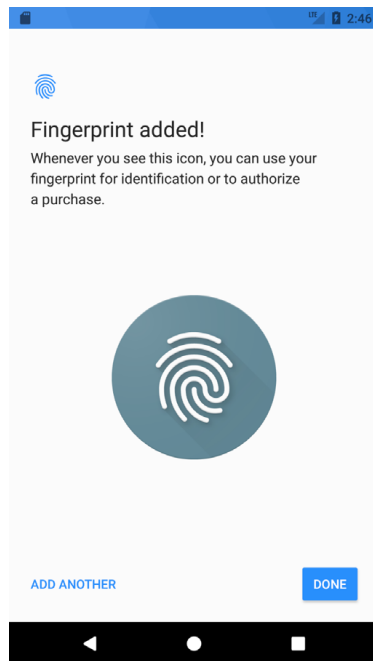 LTE 2:46
Fingerprint added!
Whenever you see this icon, you can use your
fingerprint for identification or to authorize
a purchase.
ADD ANOTHER
DONE